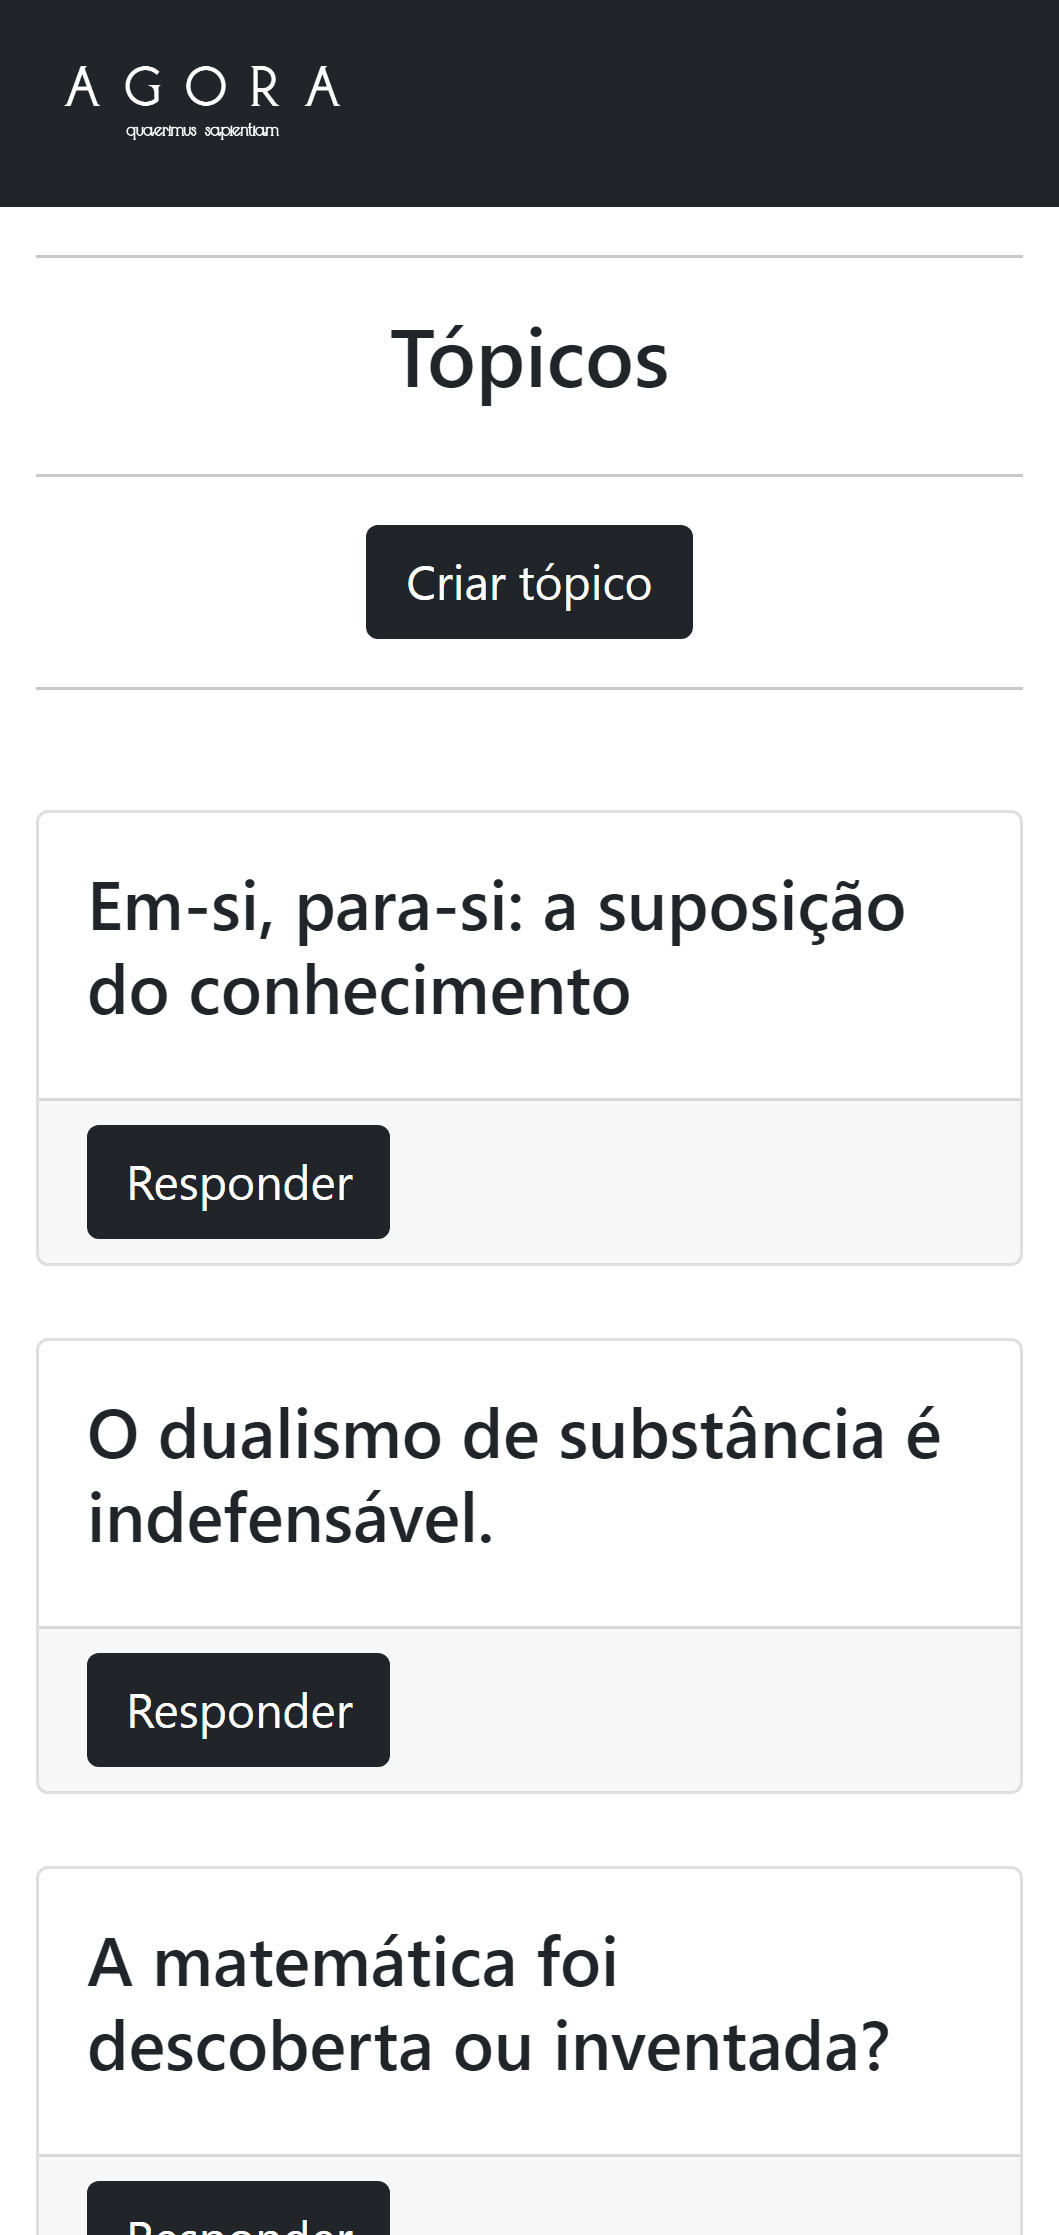 AGORA
quaerimus sapientiam
Tópicos
Criar tópico
Em-si, para-si: a suposição
do conhecimento
Responder
O dualismo de substância é
indefensável.
Responder
A matemática foi
descoberta ou inventada?
Responder